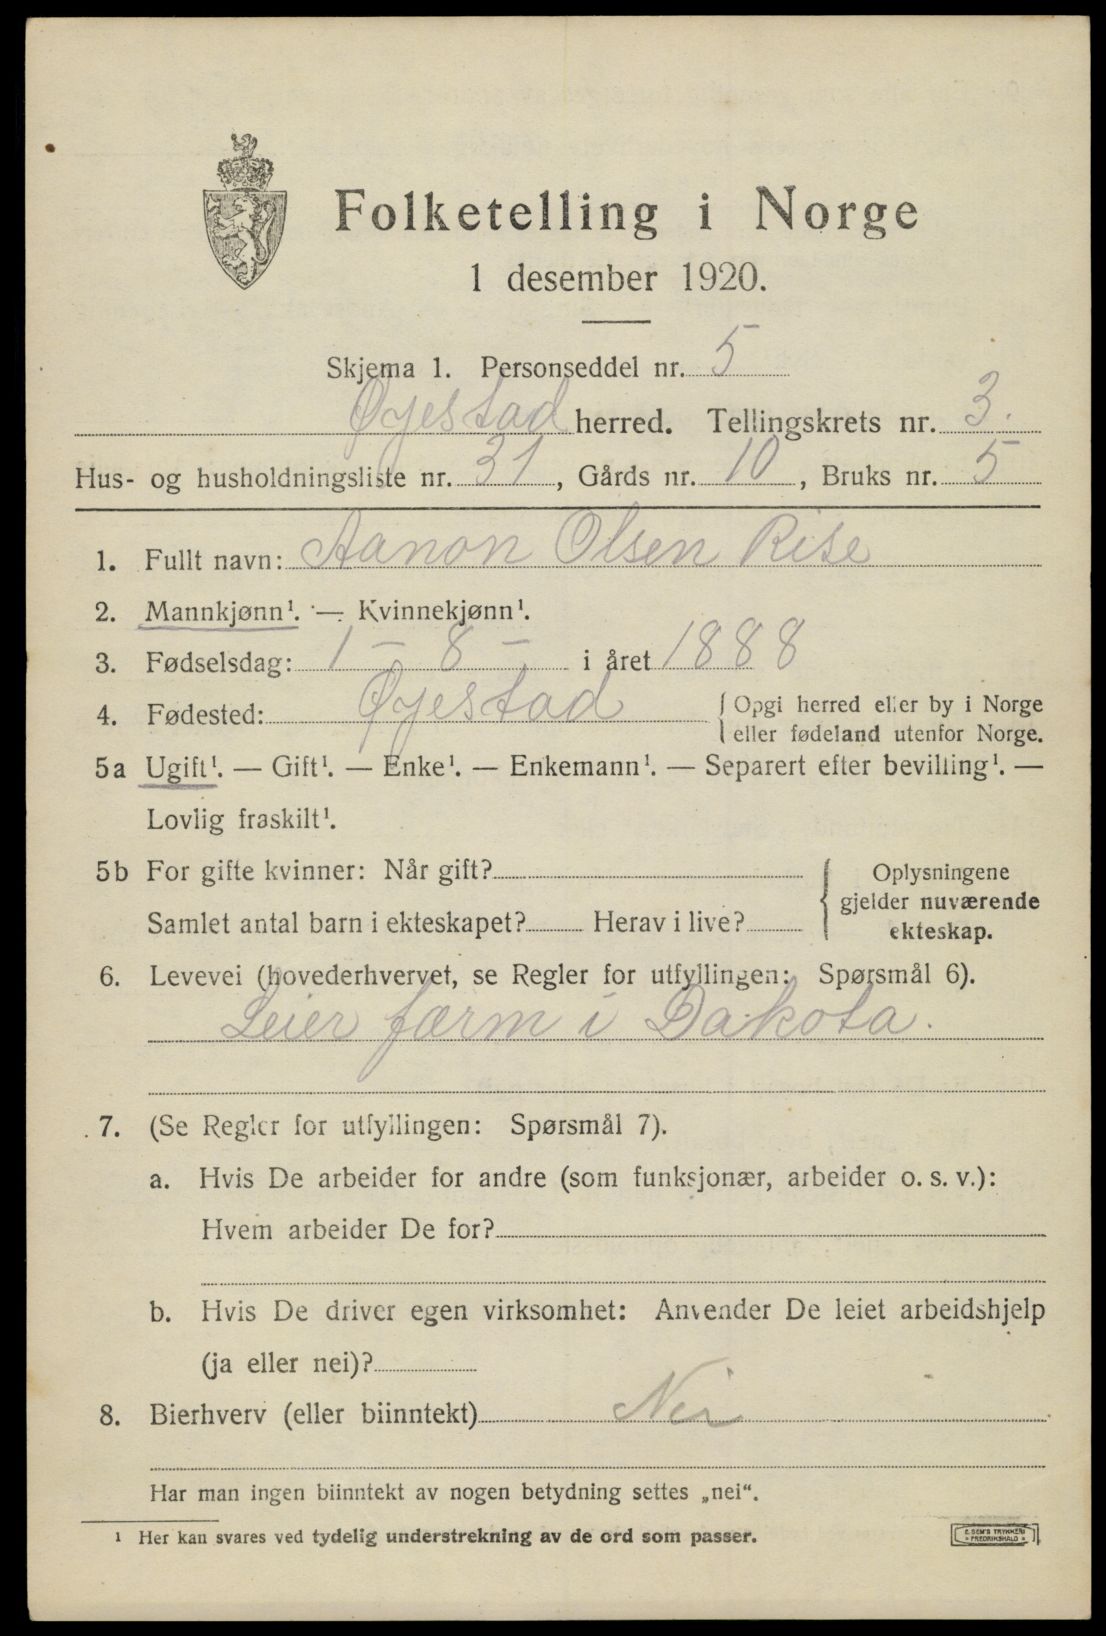 Folketelling i Norge
1 desember 1920.
Skjema 1. Personseddel nr. 5
Øyestad herred. Tellingskrets nr. 3.
Hus- og husholdningsliste nr. 31, Gårds nr. 10, Bruks nr. 5
1. Fullt navn: Aanon Olsen Rise
2. Mannkjønn¹. — Kvinnekjønn¹.
3. Fødselsdag: 1 – 8 – i året 1888
4. Fødested: Øyestad { Opgi herred eller by i Norge
eller fødeland utenfor Norge.
5a Ugift¹. — Gift¹. — Enke¹. — Enkemann¹. — Separert efter bevilling¹. —
Lovlig fraskilt¹.
5b For gifte kvinner: Når gift? { Oplysningene
gjelder nuværende
Samlet antal barn i ekteskapet? Herav i live? ekteskap.
6. Levevei (hovederhvervet, se Regler for utfyllingen: Spørsmål 6).
Leier færm i Dakota.
7. (Se Regler for utfyllingen: Spørsmål 7).
a. Hvis De arbeider for andre (som funksjonær, arbeider o. s. v.):
Hvem arbeider De for?
b. Hvis De driver egen virksomhet: Anvender De leiet arbeidshjelp
(ja eller nei)?
8. Bierhverv (eller biinntekt) Nei
Har man ingen biinntekt av nogen betydning settes „nei“.
¹ Her kan svares ved tydelig understrekning av de ord som passer.
E. SEM'S TRYKKERI
FREDRIKSHALD